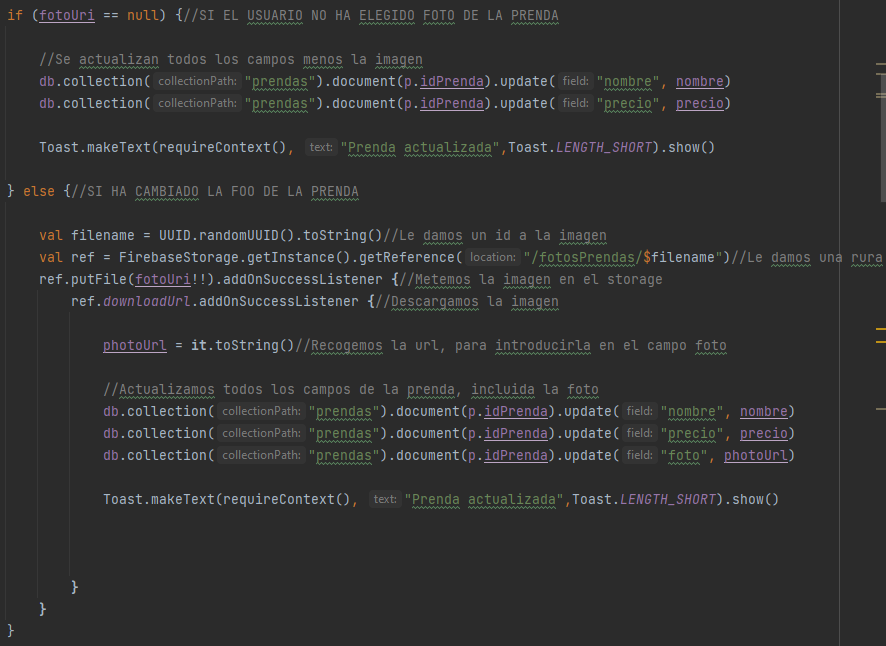 if (fotoUri == null) {//SI EL USUARIO NO HA ELEGIDO FOTO DE LA PRENDA
//Se actualizan todos los campos menos la imagen
db.collection( collectionPath: "prendas").document(p.idPrenda).update( field: "nombre", nombre)
db.collection( collectionPath: "prendas").document(p.idPrenda).update( field: "precio", precio)
Toast.makeText(requireContext(), text: "Prenda actualizada",Toast.LENGTH_SHORT).show()
} else {//SI HA CAMBIADO LA FOO DE LA PRENDA
val filename = UUID.randomUUID().toString()//Le damos un id a la imagen
val ref = FirebaseStorage.getInstance().getReference( location: "/fotosPrendas/$filename")//Le damos una rura
ref.putFile(fotoUri!!).addOnSuccessListener {//Metemos la imagen en el storage
ref.downloadUrl.addOnSuccessListener {//Descargamos la imagen
photoUrl = it.toString()//Recogemos la url, para introducirla en el campo foto
//Actualizamos todos los campos de la prenda, incluida la foto
db.collection( collectionPath: "prendas").document(p.idPrenda).update( field: "nombre", nombre)
db.collection( collectionPath: "prendas").document(p.idPrenda).update( field: "precio", precio)
db.collection( collectionPath: "prendas").document(p.idPrenda).update( field: "foto", photoUrl)
Toast.makeText(requireContext(), text: "Prenda actualizada",Toast.LENGTH_SHORT).show()
}
}
}